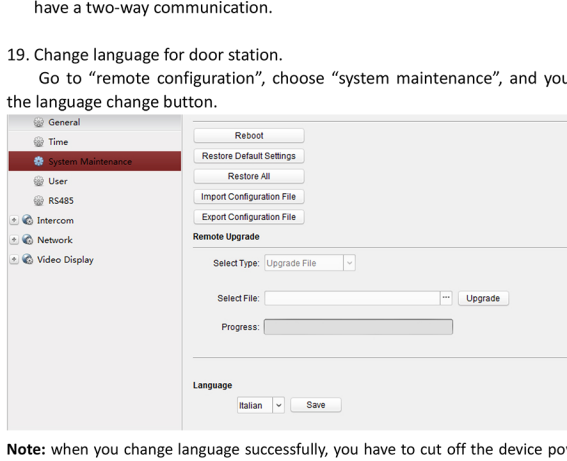 have a two-way communication.
19. Change language for door station.
Go to “remote configuration”, choose “system maintenance”, and you
the language change button.
General
Time
System Maintenance
User
RS485
Intercom
Network
Video Display
Reboot
Restore Default Settings
Restore All
Import Configuration File
Export Configuration File
Remote Upgrade
Select Type: Upgrade File
Select File: ... Upgrade
Progress:
Language
Italian Save
Note: when you change language successfully, you have to cut off the device